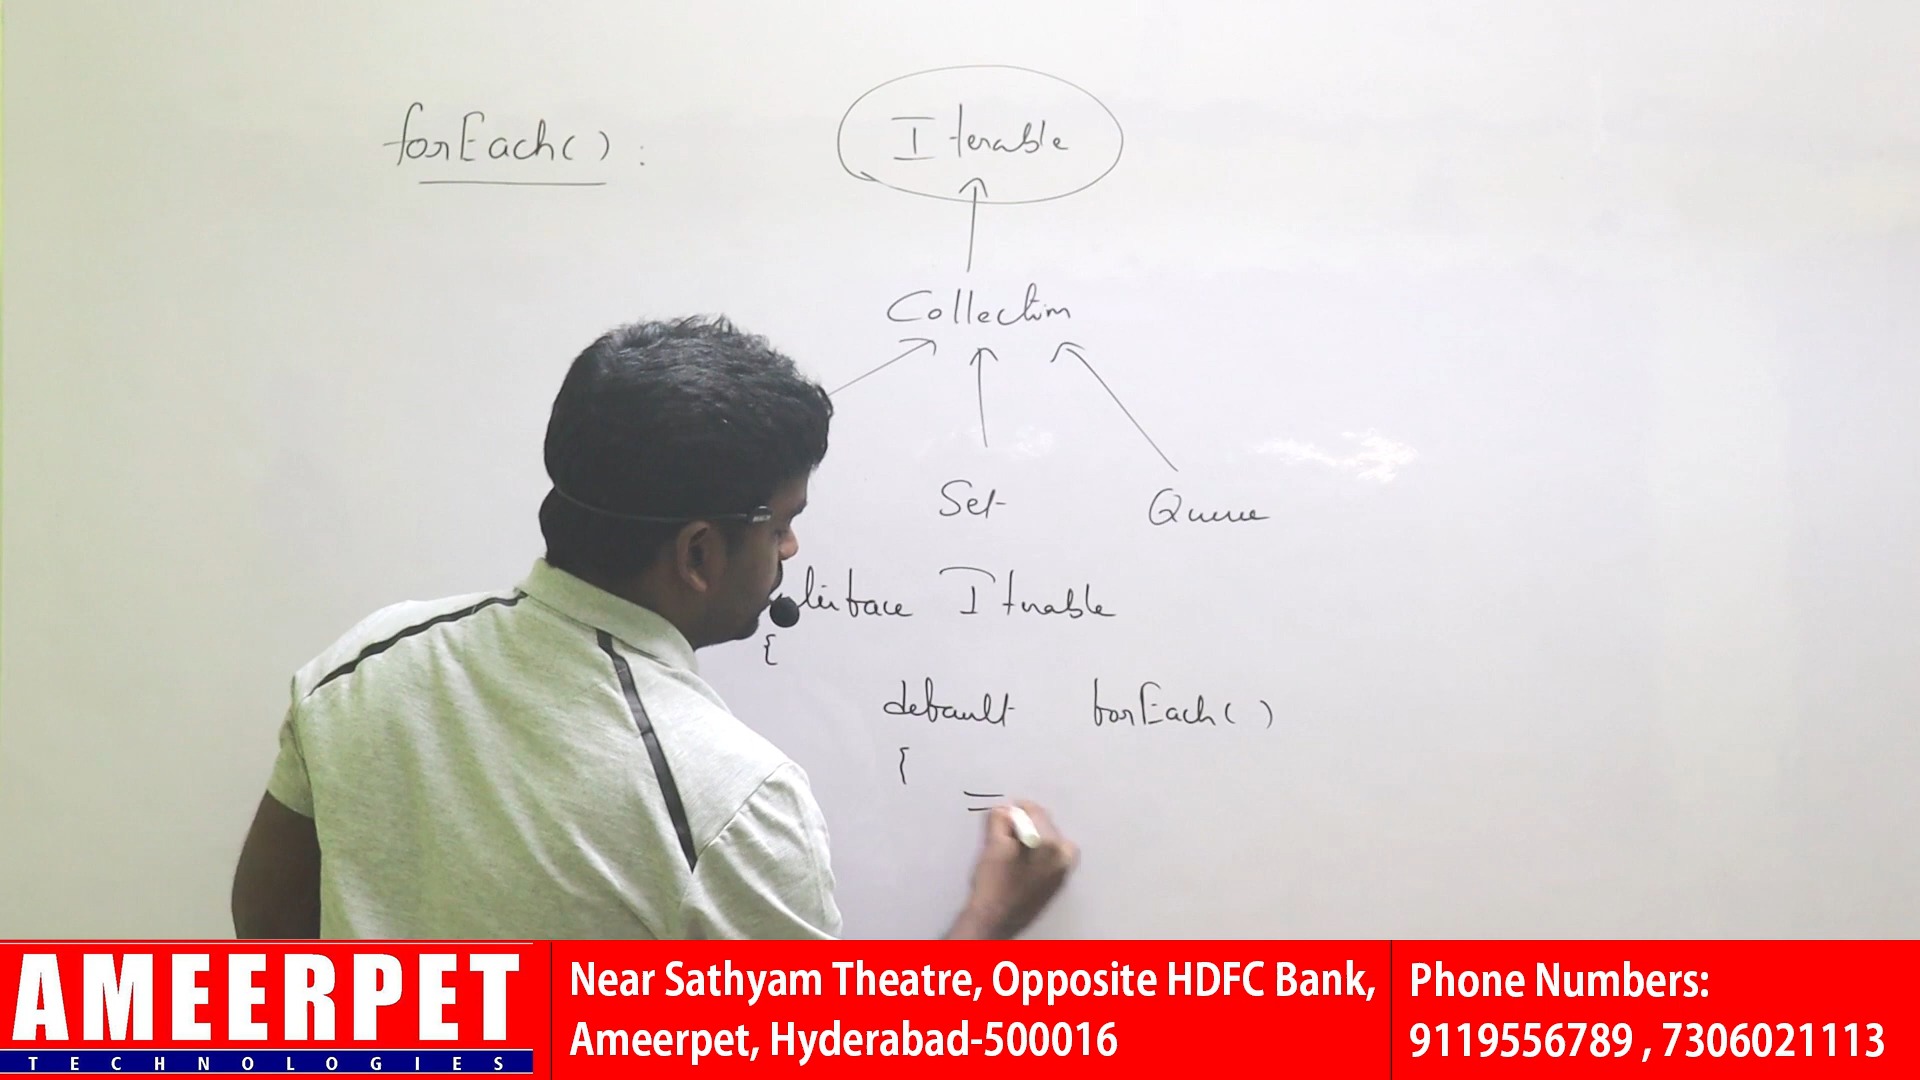 forEach() :
Iterable
Collection
Set
Queue
Iterable
{
default forEach()
{
AMEERPET
TECHNOLOGIES
Near Sathyam Theatre, Opposite HDFC Bank,
Ameerpet, Hyderabad-500016
Phone Numbers:
9119556789 , 7306021113